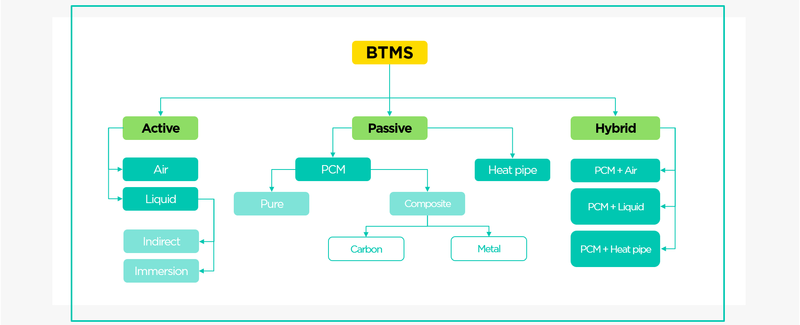 BTMS
Active
Passive
Hybrid
Air
PCM
Heat pipe
PCM + Air
Liquid
Pure
Composite
PCM + Liquid
Indirect
Carbon
Metal
PCM + Heat pipe
Immersion